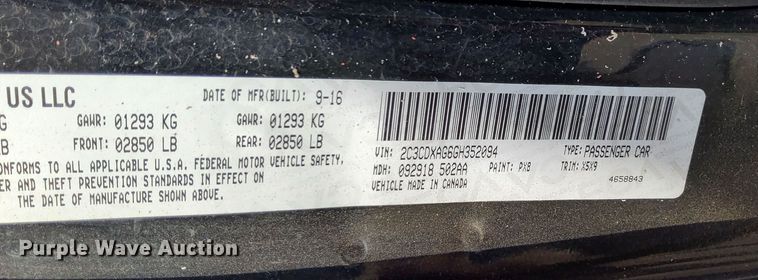 US LLC DATE OF MFR(BUILT): 9-16
G GAWR: 01293 KG GAWR: 01293 KG
LB FRONT: 02850 LB REAR: 02850 LB
CONFORMS TO ALL APPLICABLE U.S.A. FEDERAL MOTOR VEHICLE SAFETY,
ER AND THEFT PREVENTION STANDARDS IN EFFECT ON
THE DATE OF MANUFACTURE SHOWN ABOVE.
VIN: 2C3CDXAG6GH352094 TYPE: PASSENGER CAR
MDH: 092918 502AA PAINT: PX8 TRIM: X5X9
VEHICLE MADE IN CANADA 4658843
Purple Wave Auction